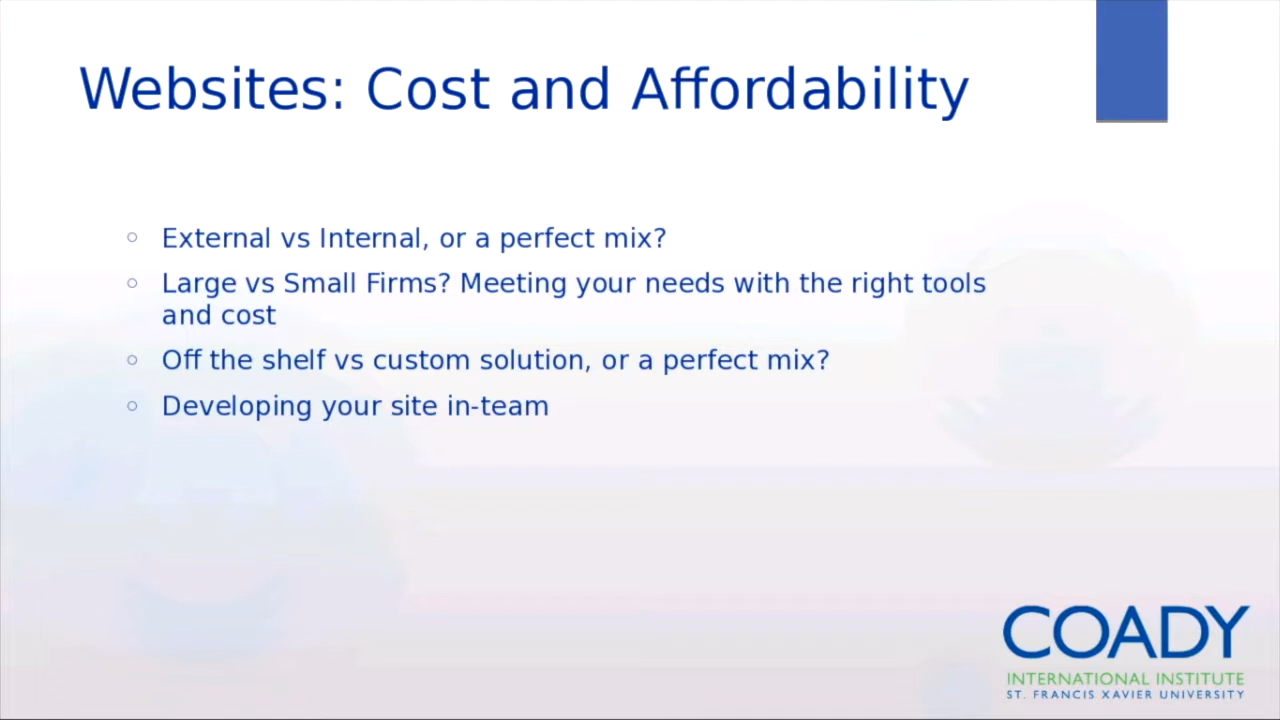 Websites: Cost and Affordability
External vs Internal, or a perfect mix?
Large vs Small Firms? Meeting your needs with the right tools
and cost
Off the shelf vs custom solution, or a perfect mix?
Developing your site in-team
COADY
INTERNATIONAL INSTITUTE
ST. FRANCIS XAVIER UNIVERSITY